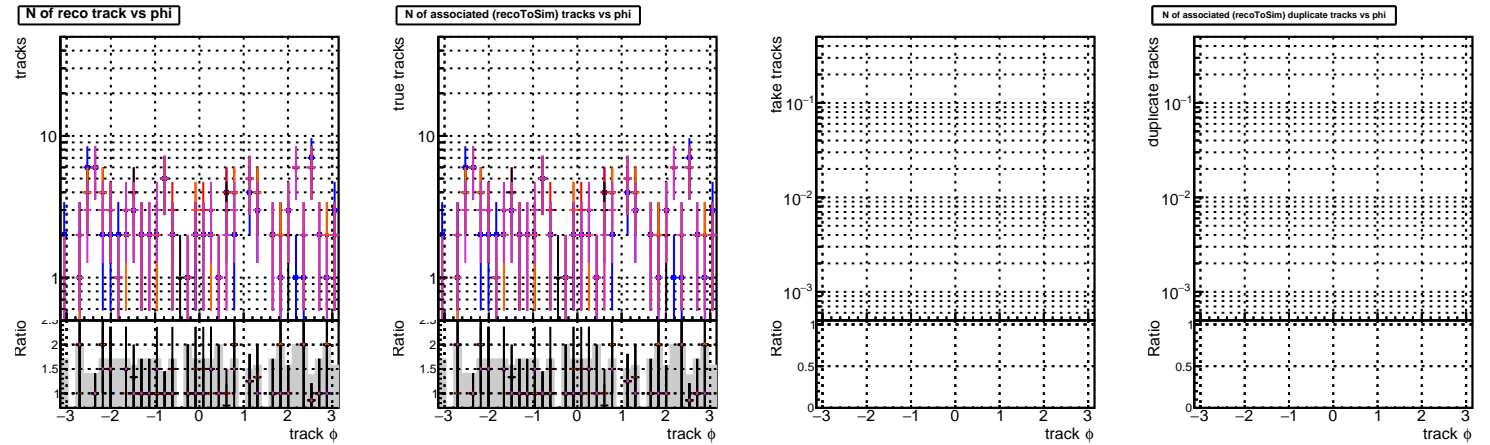 N of reco track vs phi
tracks
10
1
Ratio
2.5
2
1.5
1
−3 −2 −1 0 1 2 3
track ϕ
N of associated (recoToSim) tracks vs phi
true tracks
10
1
Ratio
2.5
2
1.5
1
−3 −2 −1 0 1 2 3
track ϕ
fake tracks
10−1
10−2
10−3
Ratio
1
0.5
0
−3 −2 −1 0 1 2 3
track ϕ
N of associated (recoToSim) duplicate tracks vs phi
duplicate tracks
10−1
10−2
10−3
Ratio
1
0.5
0
−3 −2 −1 0 1 2 3
track ϕ